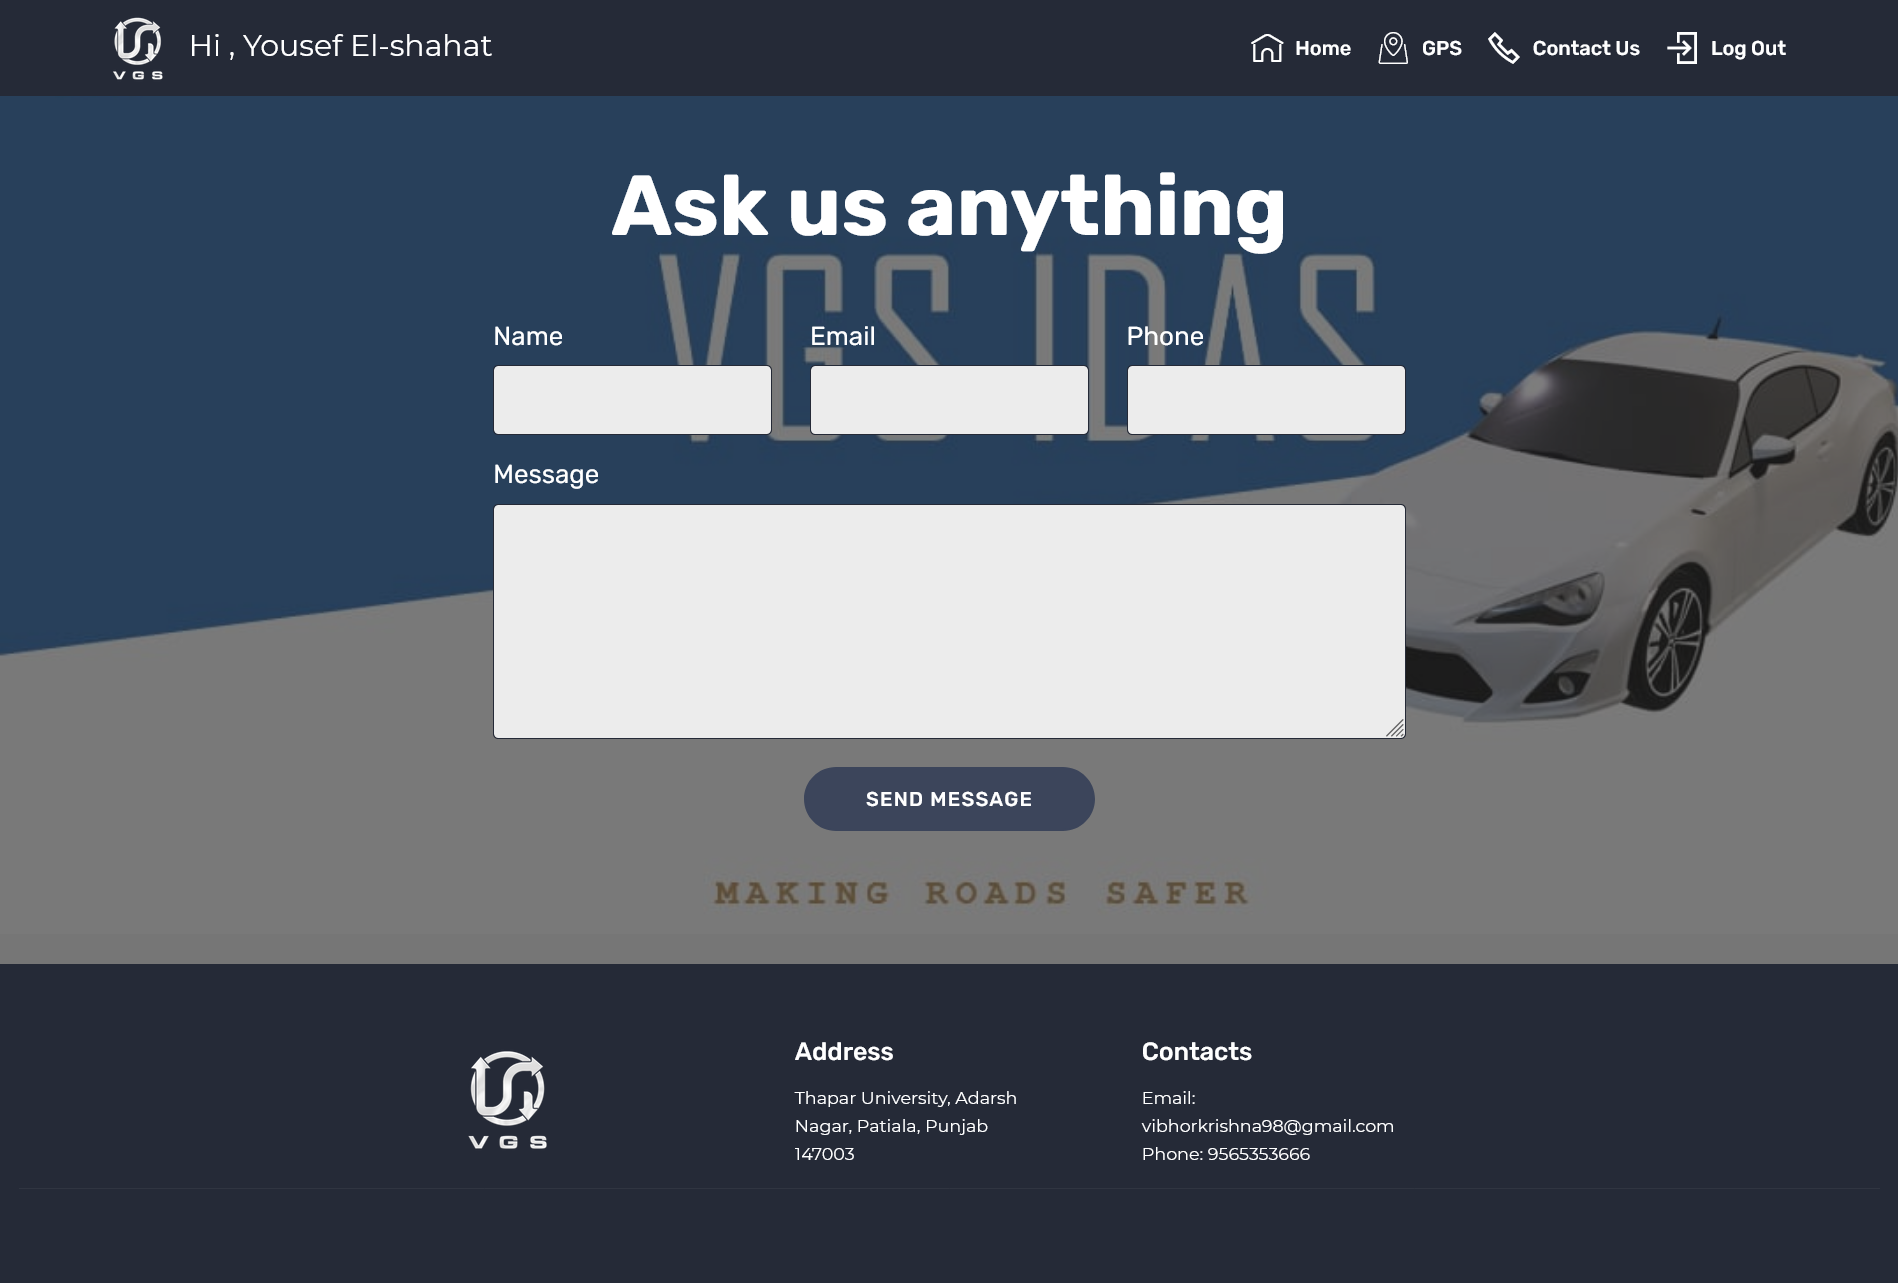 VGS
Hi , Yousef El-shahat
Home
GPS
Contact Us
Log Out
Ask us anything
VGS IDAS
Name
Email
Phone
Message
SEND MESSAGE
MAKING ROADS SAFER
VGS
Address
Thapar University, Adarsh
Nagar, Patiala, Punjab
147003
Contacts
Email:
vibhorkrishna98@gmail.com
Phone: 9565353666